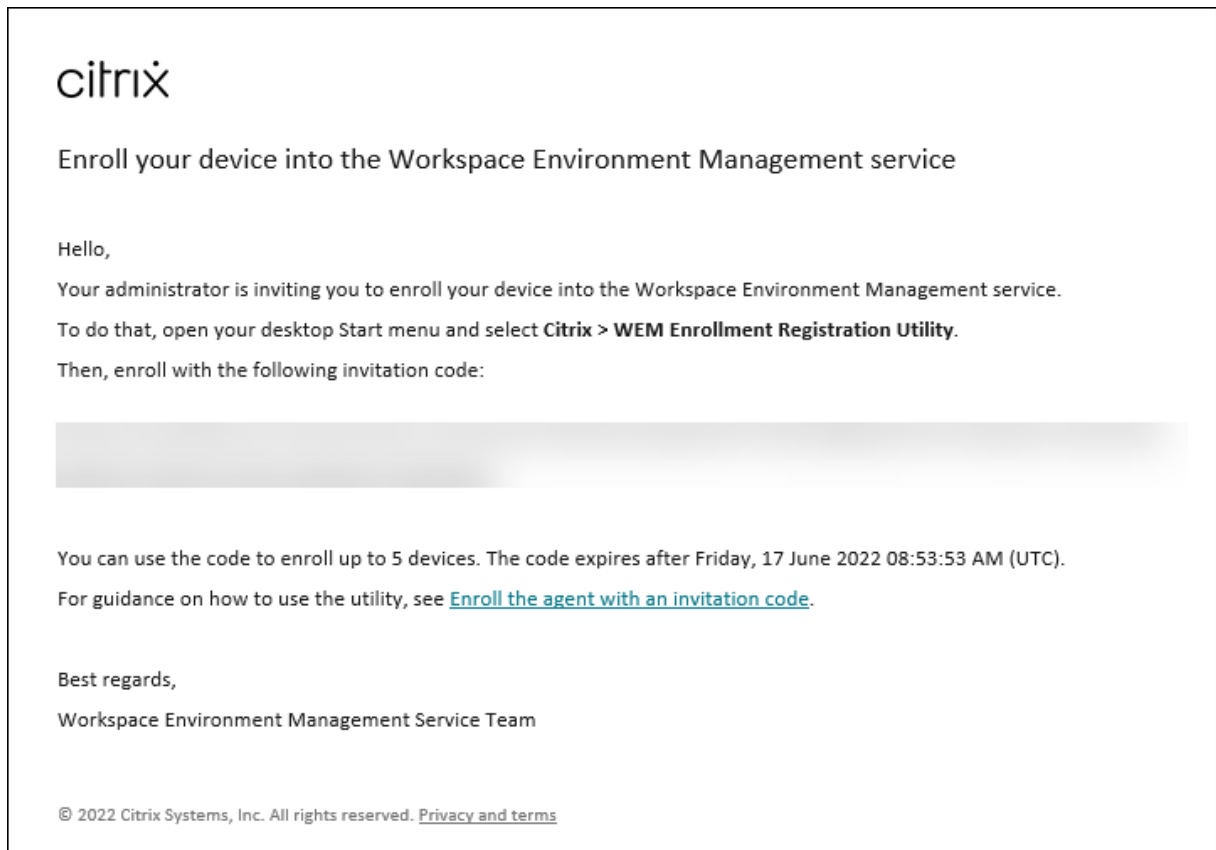 citrix
Enroll your device into the Workspace Environment Management service
Hello,
Your administrator is inviting you to enroll your device into the Workspace Environment Management service.
To do that, open your desktop Start menu and select Citrix > WEM Enrollment Registration Utility.
Then, enroll with the following invitation code:
You can use the code to enroll up to 5 devices. The code expires after Friday, 17 June 2022 08:53:53 AM (UTC).
For guidance on how to use the utility, see Enroll the agent with an invitation code.
Best regards,
Workspace Environment Management Service Team
© 2022 Citrix Systems, Inc. All rights reserved. Privacy and terms